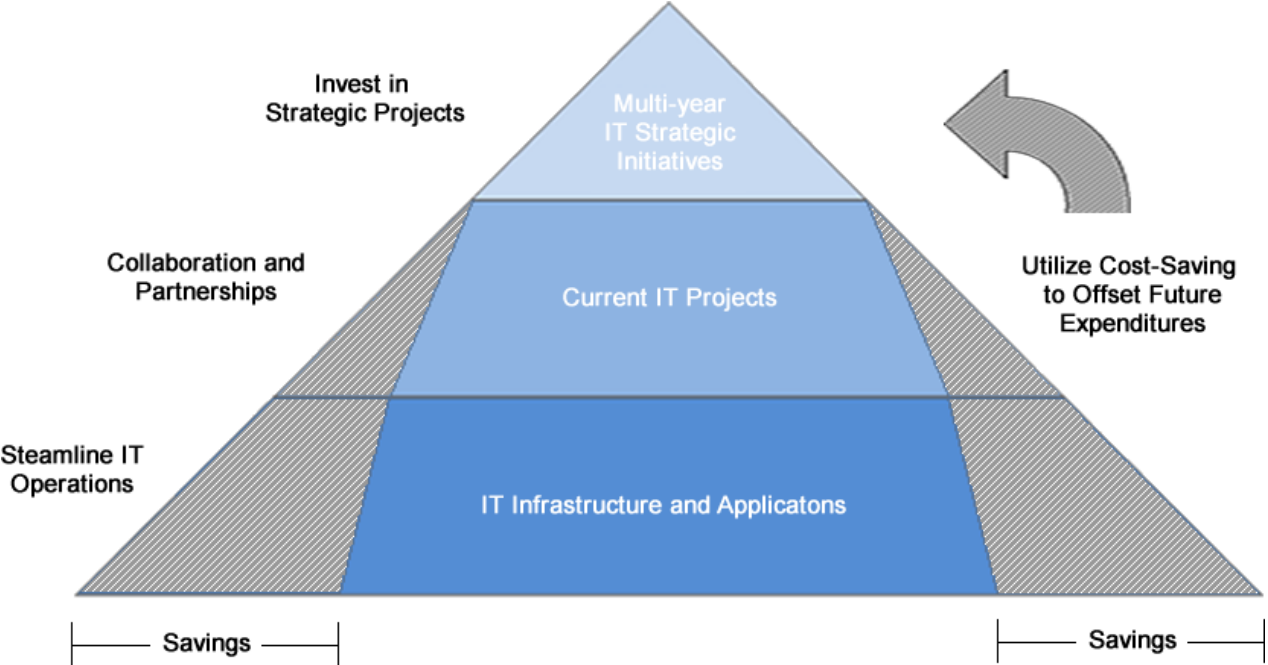 Invest in
Strategic Projects
Multi-year
IT Strategic
Initiatives
Collaboration and
Partnerships
Current IT Projects
Utilize Cost-Saving
to Offset Future
Expenditures
Steamline IT
Operations
IT Infrastructure and Applicatons
Savings
Savings